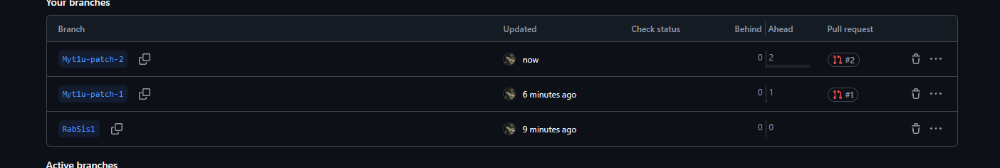 Your branches
Branch Updated Check status Behind Ahead Pull request
Myt1u-patch-2 now 0 2 #2
Myt1u-patch-1 6 minutes ago 0 1 #1
RabSis1 9 minutes ago 0 0
Active branches